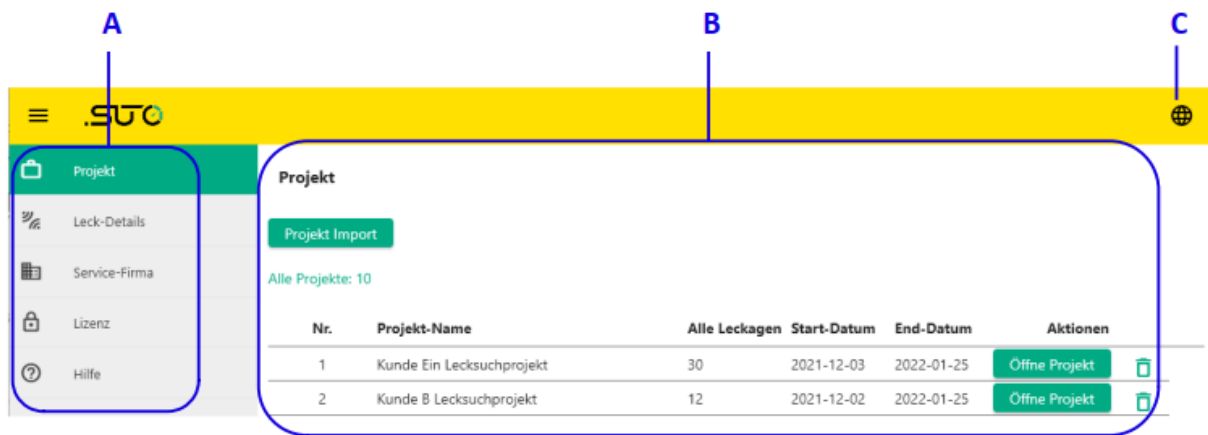 A B C
.SUTO
Projekt
Leck-Details
Service-Firma
Lizenz
Hilfe
Projekt
Projekt Import
Alle Projekte: 10
Nr. Projekt-Name Alle Leckagen Start-Datum End-Datum Aktionen
1 Kunde Ein Lecksuchprojekt 30 2021-12-03 2022-01-25 Öffne Projekt
2 Kunde B Lecksuchprojekt 12 2021-12-02 2022-01-25 Öffne Projekt